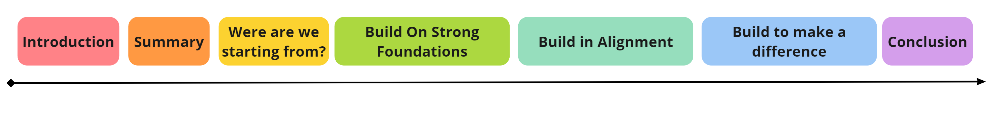 Introduction
Summary
Were are we
starting from?
Build On Strong
Foundations
Build in Alignment
Build to make a
difference
Conclusion